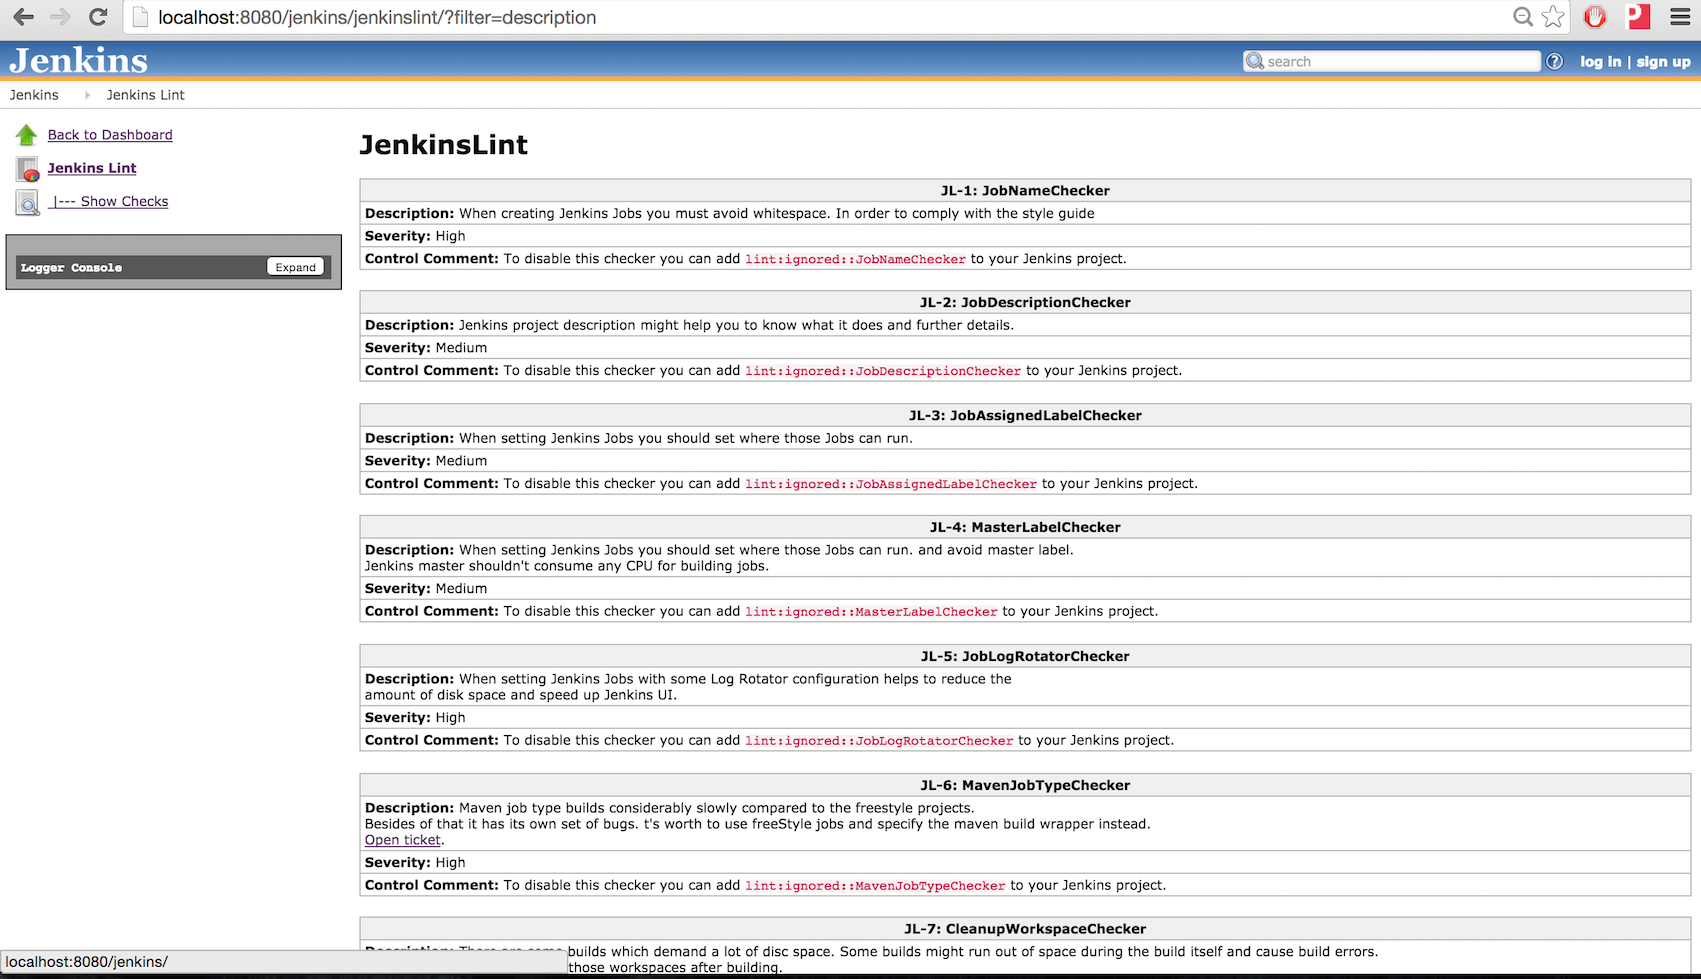 localhost:8080/jenkins/jenkinslint/?filter=description
Jenkins
search
? log in | sign up
Jenkins Jenkins Lint
Back to Dashboard
Jenkins Lint
|--- Show Checks
Logger Console Expand
JenkinsLint
JL-1: JobNameChecker
Description: When creating Jenkins Jobs you must avoid whitespace. In order to comply with the style guide
Severity: High
Control Comment: To disable this checker you can add lint:ignored::JobNameChecker to your Jenkins project.
JL-2: JobDescriptionChecker
Description: Jenkins project description might help you to know what it does and further details.
Severity: Medium
Control Comment: To disable this checker you can add lint:ignored::JobDescriptionChecker to your Jenkins project.
JL-3: JobAssignedLabelChecker
Description: When setting Jenkins Jobs you should set where those Jobs can run.
Severity: Medium
Control Comment: To disable this checker you can add lint:ignored::JobAssignedLabelChecker to your Jenkins project.
JL-4: MasterLabelChecker
Description: When setting Jenkins Jobs you should set where those Jobs can run. and avoid master label.
Jenkins master shouldn't consume any CPU for building jobs.
Severity: Medium
Control Comment: To disable this checker you can add lint:ignored::MasterLabelChecker to your Jenkins project.
JL-5: JobLogRotatorChecker
Description: When setting Jenkins Jobs with some Log Rotator configuration helps to reduce the
amount of disk space and speed up Jenkins UI.
Severity: High
Control Comment: To disable this checker you can add lint:ignored::JobLogRotatorChecker to your Jenkins project.
JL-6: MavenJobTypeChecker
Description: Maven job type builds considerably slowly compared to the freestyle projects.
Besides of that it has its own set of bugs. t's worth to use freeStyle jobs and specify the maven build wrapper instead.
Open ticket.
Severity: High
Control Comment: To disable this checker you can add lint:ignored::MavenJobTypeChecker to your Jenkins project.
JL-7: CleanupWorkspaceChecker
Description: There are some builds which demand a lot of disc space. Some builds might run out of space during the build itself and cause build errors.
those workspaces after building.
localhost:8080/jenkins/